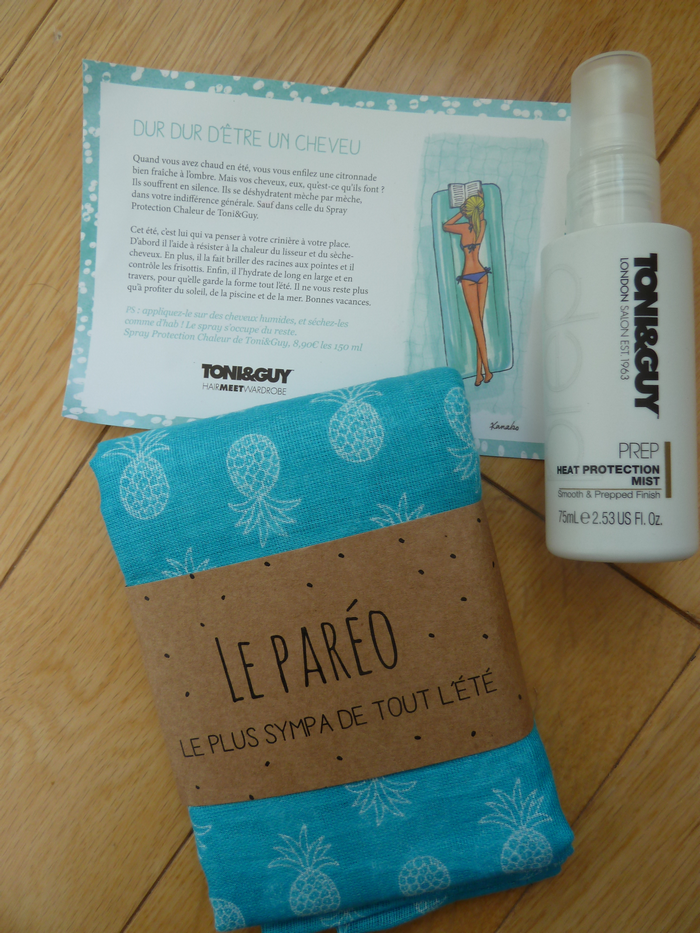 DUR DUR D'ÊTRE UN CHEVEU
Quand vous avez chaud en été, vous vous enfilez une citronnade
bien fraîche à l'ombre. Mais vos cheveux, eux, qu'est-ce qu'ils font ?
Ils souffrent en silence. Ils se déshydratent mèche par mèche,
dans votre indifférence générale. Sauf dans celle du Spray
Protection Chaleur de Toni&Guy.
Cet été, c'est lui qui va penser à votre crinière à votre place.
D'abord il l'aide à résister à la chaleur du lisseur et du sèche-
cheveux. En plus, il la fait briller des racines aux pointes et il
contrôle les frisottis. Enfin, il l'hydrate de long en large et en
travers, pour qu'elle garde la forme tout l'été. Il ne vous reste plus
qu'à profiter du soleil, de la piscine et de la mer. Bonnes vacances.
PS : appliquez-le sur des cheveux humides, et séchez-les
comme d'hab ! Le spray s'occupe du reste.
Spray Protection Chaleur de Toni&Guy, 8,90€ les 150 ml
TONI&GUY
HAIRMEETWARDROBE
Kanako
TONI&GUY
LONDON SALON EST. 1963
prep
PREP
HEAT PROTECTION
MIST
Smooth & Prepped Finish
75mL e 2.53 US Fl. Oz.
LE PARÉO
LE PLUS SYMPA DE TOUT L'ÉTÉ